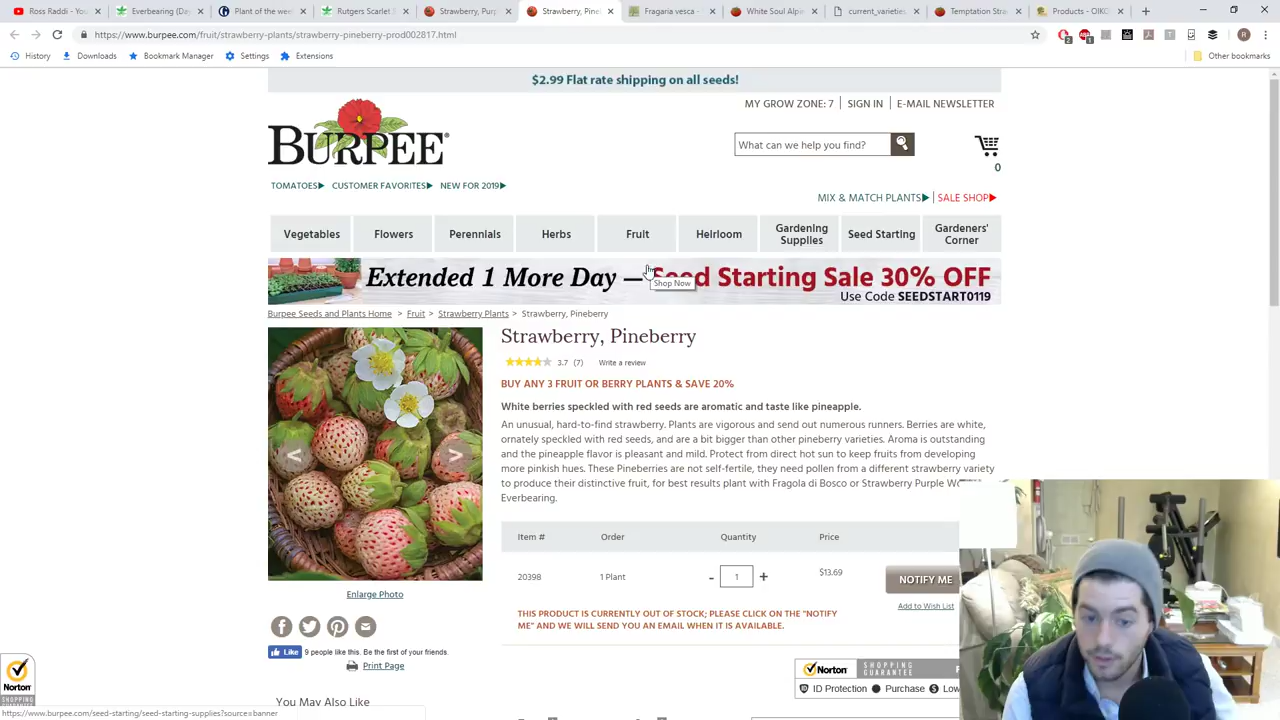 Ross Raddi - YouTu
Everbearing (Day
Plant of the week
Rutgers Scarlet
Strawberry, Purp
Strawberry, Pine
Fragaria vesca -
White Soul Alpin
current_varieties
Temptation Stra
Products - OIKO
https://www.burpee.com/fruit/strawberry-plants/strawberry-pineberry-prod002817.html
History
Downloads
Bookmark Manager
Settings
Extensions
Other bookmarks
$2.99 Flat rate shipping on all seeds!
MY GROW ZONE: 7 | SIGN IN | E-MAIL NEWSLETTER
BURPEE
What can we help you find?
0
TOMATOES CUSTOMER FAVORITES NEW FOR 2019
MIX & MATCH PLANTS | SALE SHOP
Vegetables Flowers Perennials Herbs Fruit Heirloom Gardening Supplies Seed Starting Gardeners' Corner
Extended 1 More Day — Seed Starting Sale 30% OFF
Shop Now
Use Code SEEDSTART0119
Burpee Seeds and Plants Home > Fruit > Strawberry Plants > Strawberry, Pineberry
Strawberry, Pineberry
3.7 (7) Write a review
BUY ANY 3 FRUIT OR BERRY PLANTS & SAVE 20%
White berries speckled with red seeds are aromatic and taste like pineapple.
An unusual, hard-to-find strawberry. Plants are vigorous and send out numerous runners. Berries are white,
ornately speckled with red seeds, and are a bit bigger than other pineberry varieties. Aroma is outstanding
and the pineapple flavor is pleasant and mild. Protect from direct hot sun to keep fruits from developing
more pinkish hues. These Pineberries are not self-fertile, they need pollen from a different strawberry variety
to produce their distinctive fruit, for best results plant with Fragola di Bosco or Strawberry Purple Wo
Everbearing.
Item # Order Quantity Price
20398 1 Plant - 1 + $13.69 NOTIFY ME
Add to Wish List
THIS PRODUCT IS CURRENTLY OUT OF STOCK; PLEASE CLICK ON THE "NOTIFY
ME" AND WE WILL SEND YOU AN EMAIL WHEN IT IS AVAILABLE.
Enlarge Photo
Like 9 people like this. Be the first of your friends.
Print Page
Norton SHOPPING GUARANTEE
Norton SHOPPING GUARANTEE
ID Protection Purchase Low
You May Also Like
https://www.burpee.com/seed-starting/seed-starting-supplies?source=banner